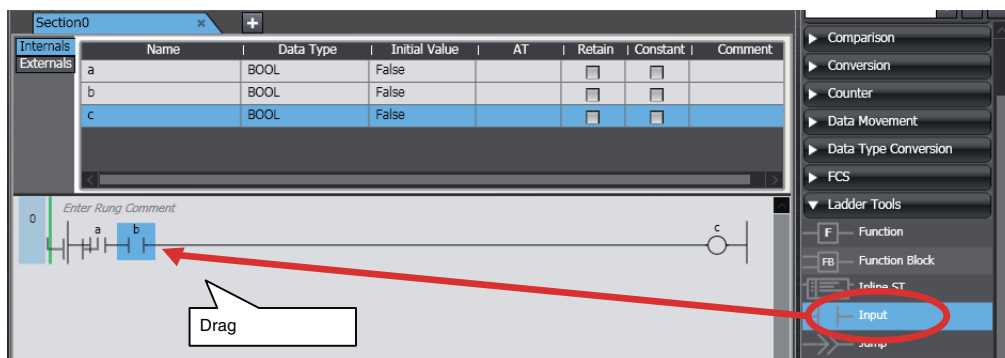 Section0 × +
Internals
Externals
Name Data Type Initial Value AT Retain Constant Comment
a BOOL False
b BOOL False
c BOOL False
0
Enter Rung Comment
a b c
Drag
Comparison
Conversion
Counter
Data Movement
Data Type Conversion
FCS
Ladder Tools
F Function
FB Function Block
Inline ST
Input
Jump